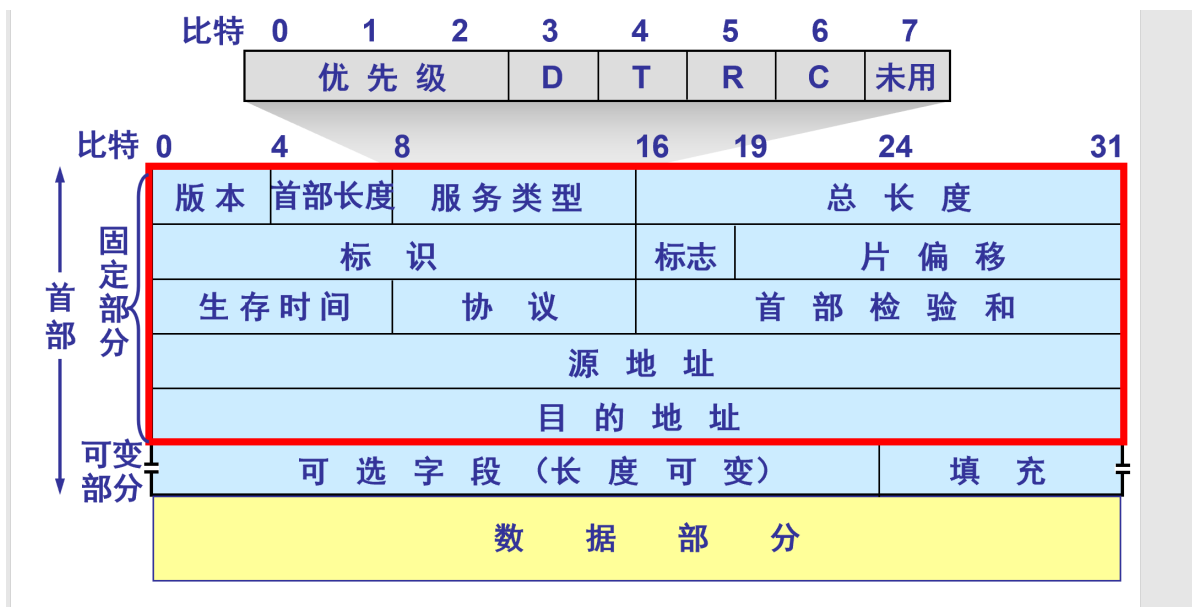 比特 0 1 2 3 4 5 6 7
优先级 D T R C 未用
比特 0 4 8 16 19 24 31
版本 首部长度 服务类型 总长度
标识 标志 片偏移
生存时间 协议 首部检验和
源地址
目的地址
可选字段（长度可变） 填充
数据部分
首部
固定部分
可变
部分